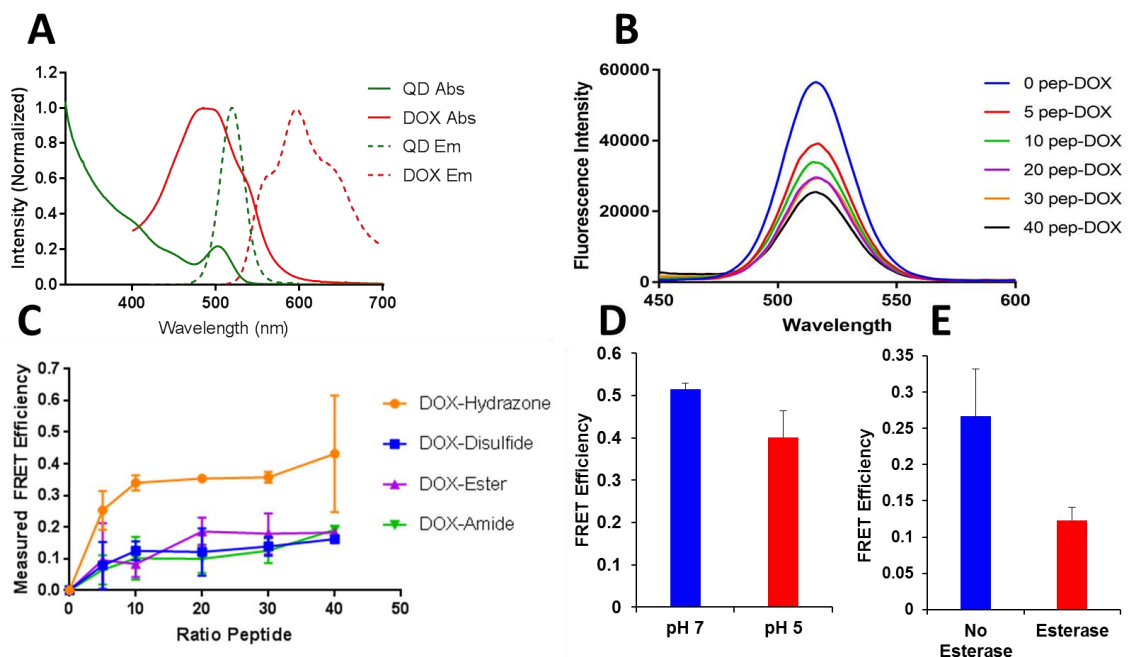 A
1.2
1.0
0.8
0.6
0.4
0.2
0.0
Intensity (Normalized)
400
500
600
700
Wavelength (nm)
QD Abs
DOX Abs
QD Em
DOX Em
B
60000
40000
20000
0
Fluorescence Intensity
450
500
550
600
Wavelength
0 pep-DOX
5 pep-DOX
10 pep-DOX
20 pep-DOX
30 pep-DOX
40 pep-DOX
C
0.7
0.6
0.5
0.4
0.3
0.2
0.1
0.0
Measured FRET Efficiency
0
10
20
30
40
50
Ratio Peptide
DOX-Hydrazone
DOX-Disulfide
DOX-Ester
DOX-Amide
D
0.6
0.5
0.4
0.3
0.2
0.1
0
FRET Efficiency
pH 7
pH 5
E
0.35
0.3
0.25
0.2
0.15
0.1
0.05
0
FRET Efficiency
No
Esterase
Esterase